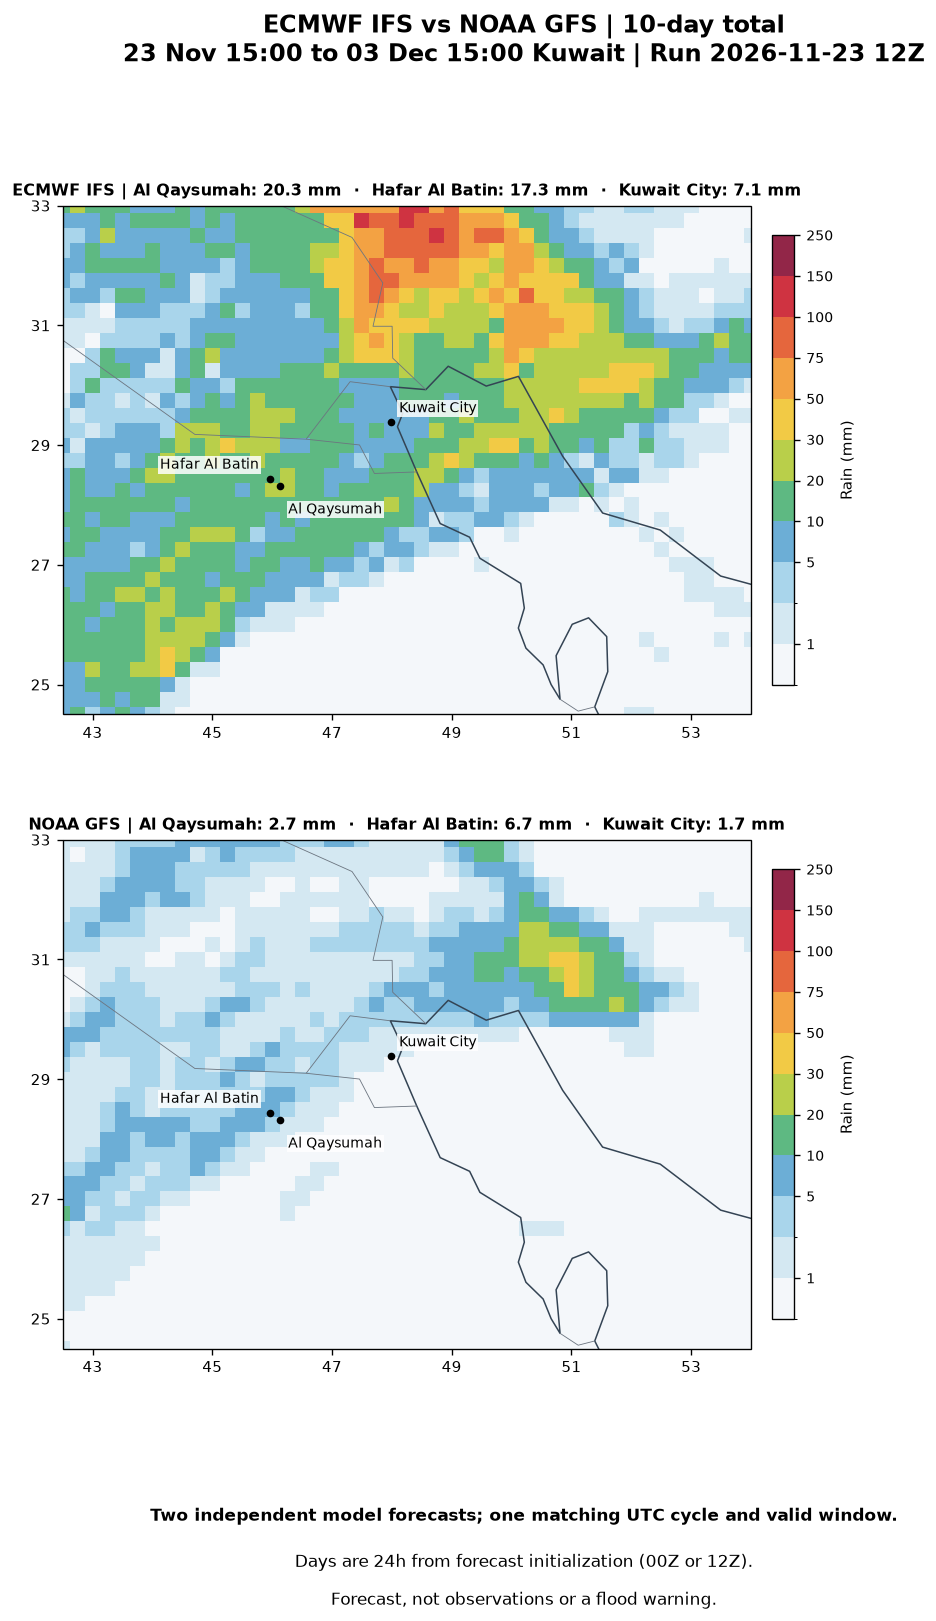 ECMWF IFS vs NOAA GFS | 10-day total
23 Nov 15:00 to 03 Dec 15:00 Kuwait | Run 2026-11-23 12Z
ECMWF IFS | Al Qaysumah: 20.3 mm · Hafar Al Batin: 17.3 mm · Kuwait City: 7.1 mm
33
31
29
27
25
43 45 47 49 51 53
Kuwait City
Hafar Al Batin
Al Qaysumah
250
150
100
75
50
30
20
10
5
1
Rain (mm)
NOAA GFS | Al Qaysumah: 2.7 mm · Hafar Al Batin: 6.7 mm · Kuwait City: 1.7 mm
33
31
29
27
25
43 45 47 49 51 53
Kuwait City
Hafar Al Batin
Al Qaysumah
250
150
100
75
50
30
20
10
5
1
Rain (mm)
Two independent model forecasts; one matching UTC cycle and valid window.
Days are 24h from forecast initialization (00Z or 12Z).
Forecast, not observations or a flood warning.